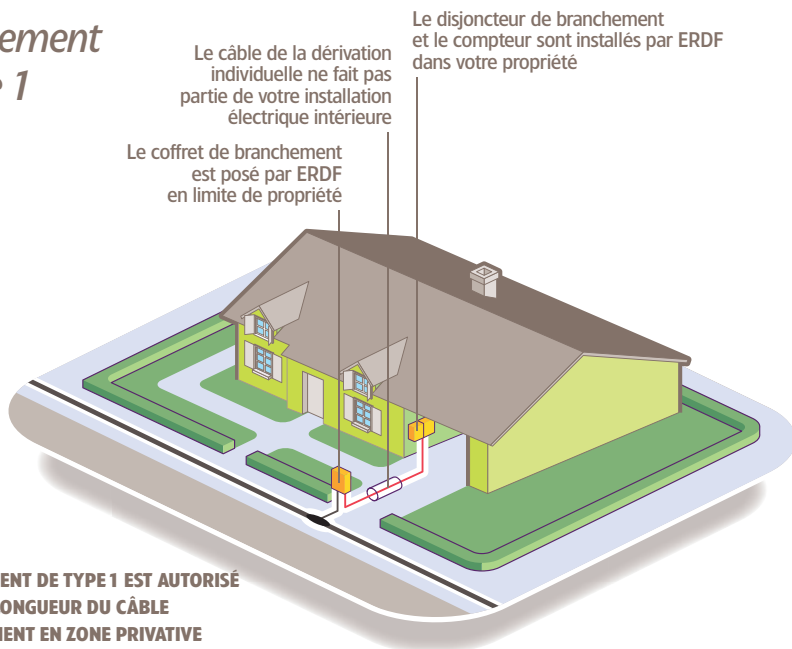 ement
1
Le câble de la dérivation
individuelle ne fait pas
partie de votre installation
électrique intérieure
Le disjoncteur de branchement
et le compteur sont installés par ERDF
dans votre propriété
Le coffret de branchement
est posé par ERDF
en limite de propriété
ENT DE TYPE 1 EST AUTORISÉ
ONGUEUR DU CÂBLE
MENT EN ZONE PRIVATIVE